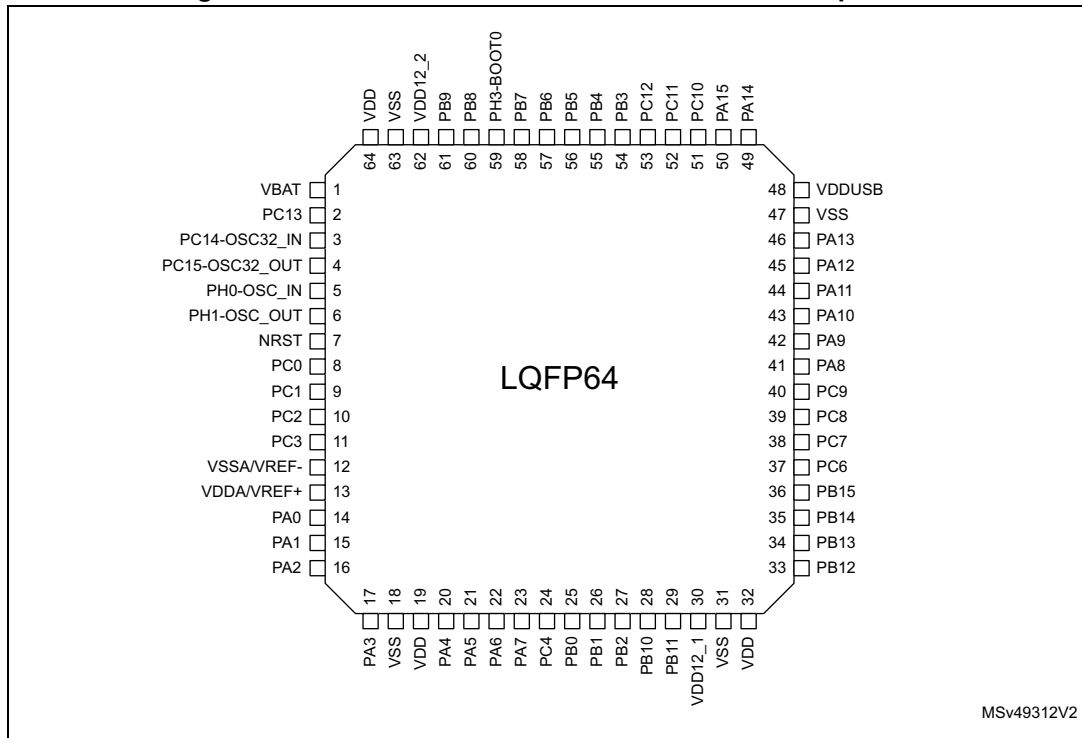 VDD
VSS
VDD12_2
PB9
PB8
PH3-BOOT0
PB7
PB6
PB5
PB4
PB3
PC12
PC11
PC10
PA15
PA14
64
63
62
61
60
59
58
57
56
55
54
53
52
51
50
49
VBAT 1
PC13 2
PC14-OSC32_IN 3
PC15-OSC32_OUT 4
PH0-OSC_IN 5
PH1-OSC_OUT 6
NRST 7
PC0 8
PC1 9
PC2 10
PC3 11
VSSA/VREF- 12
VDDA/VREF+ 13
PA0 14
PA1 15
PA2 16
LQFP64
48 VDDUSB
47 VSS
46 PA13
45 PA12
44 PA11
43 PA10
42 PA9
41 PA8
40 PC9
39 PC8
38 PC7
37 PC6
36 PB15
35 PB14
34 PB13
33 PB12
17
18
19
20
21
22
23
24
25
26
27
28
29
30
31
32
PA3
VSS
VDD
PA4
PA5
PA6
PA7
PC4
PB0
PB1
PB2
PB10
PB11
VDD12_1
VSS
VDD
MSv49312V2